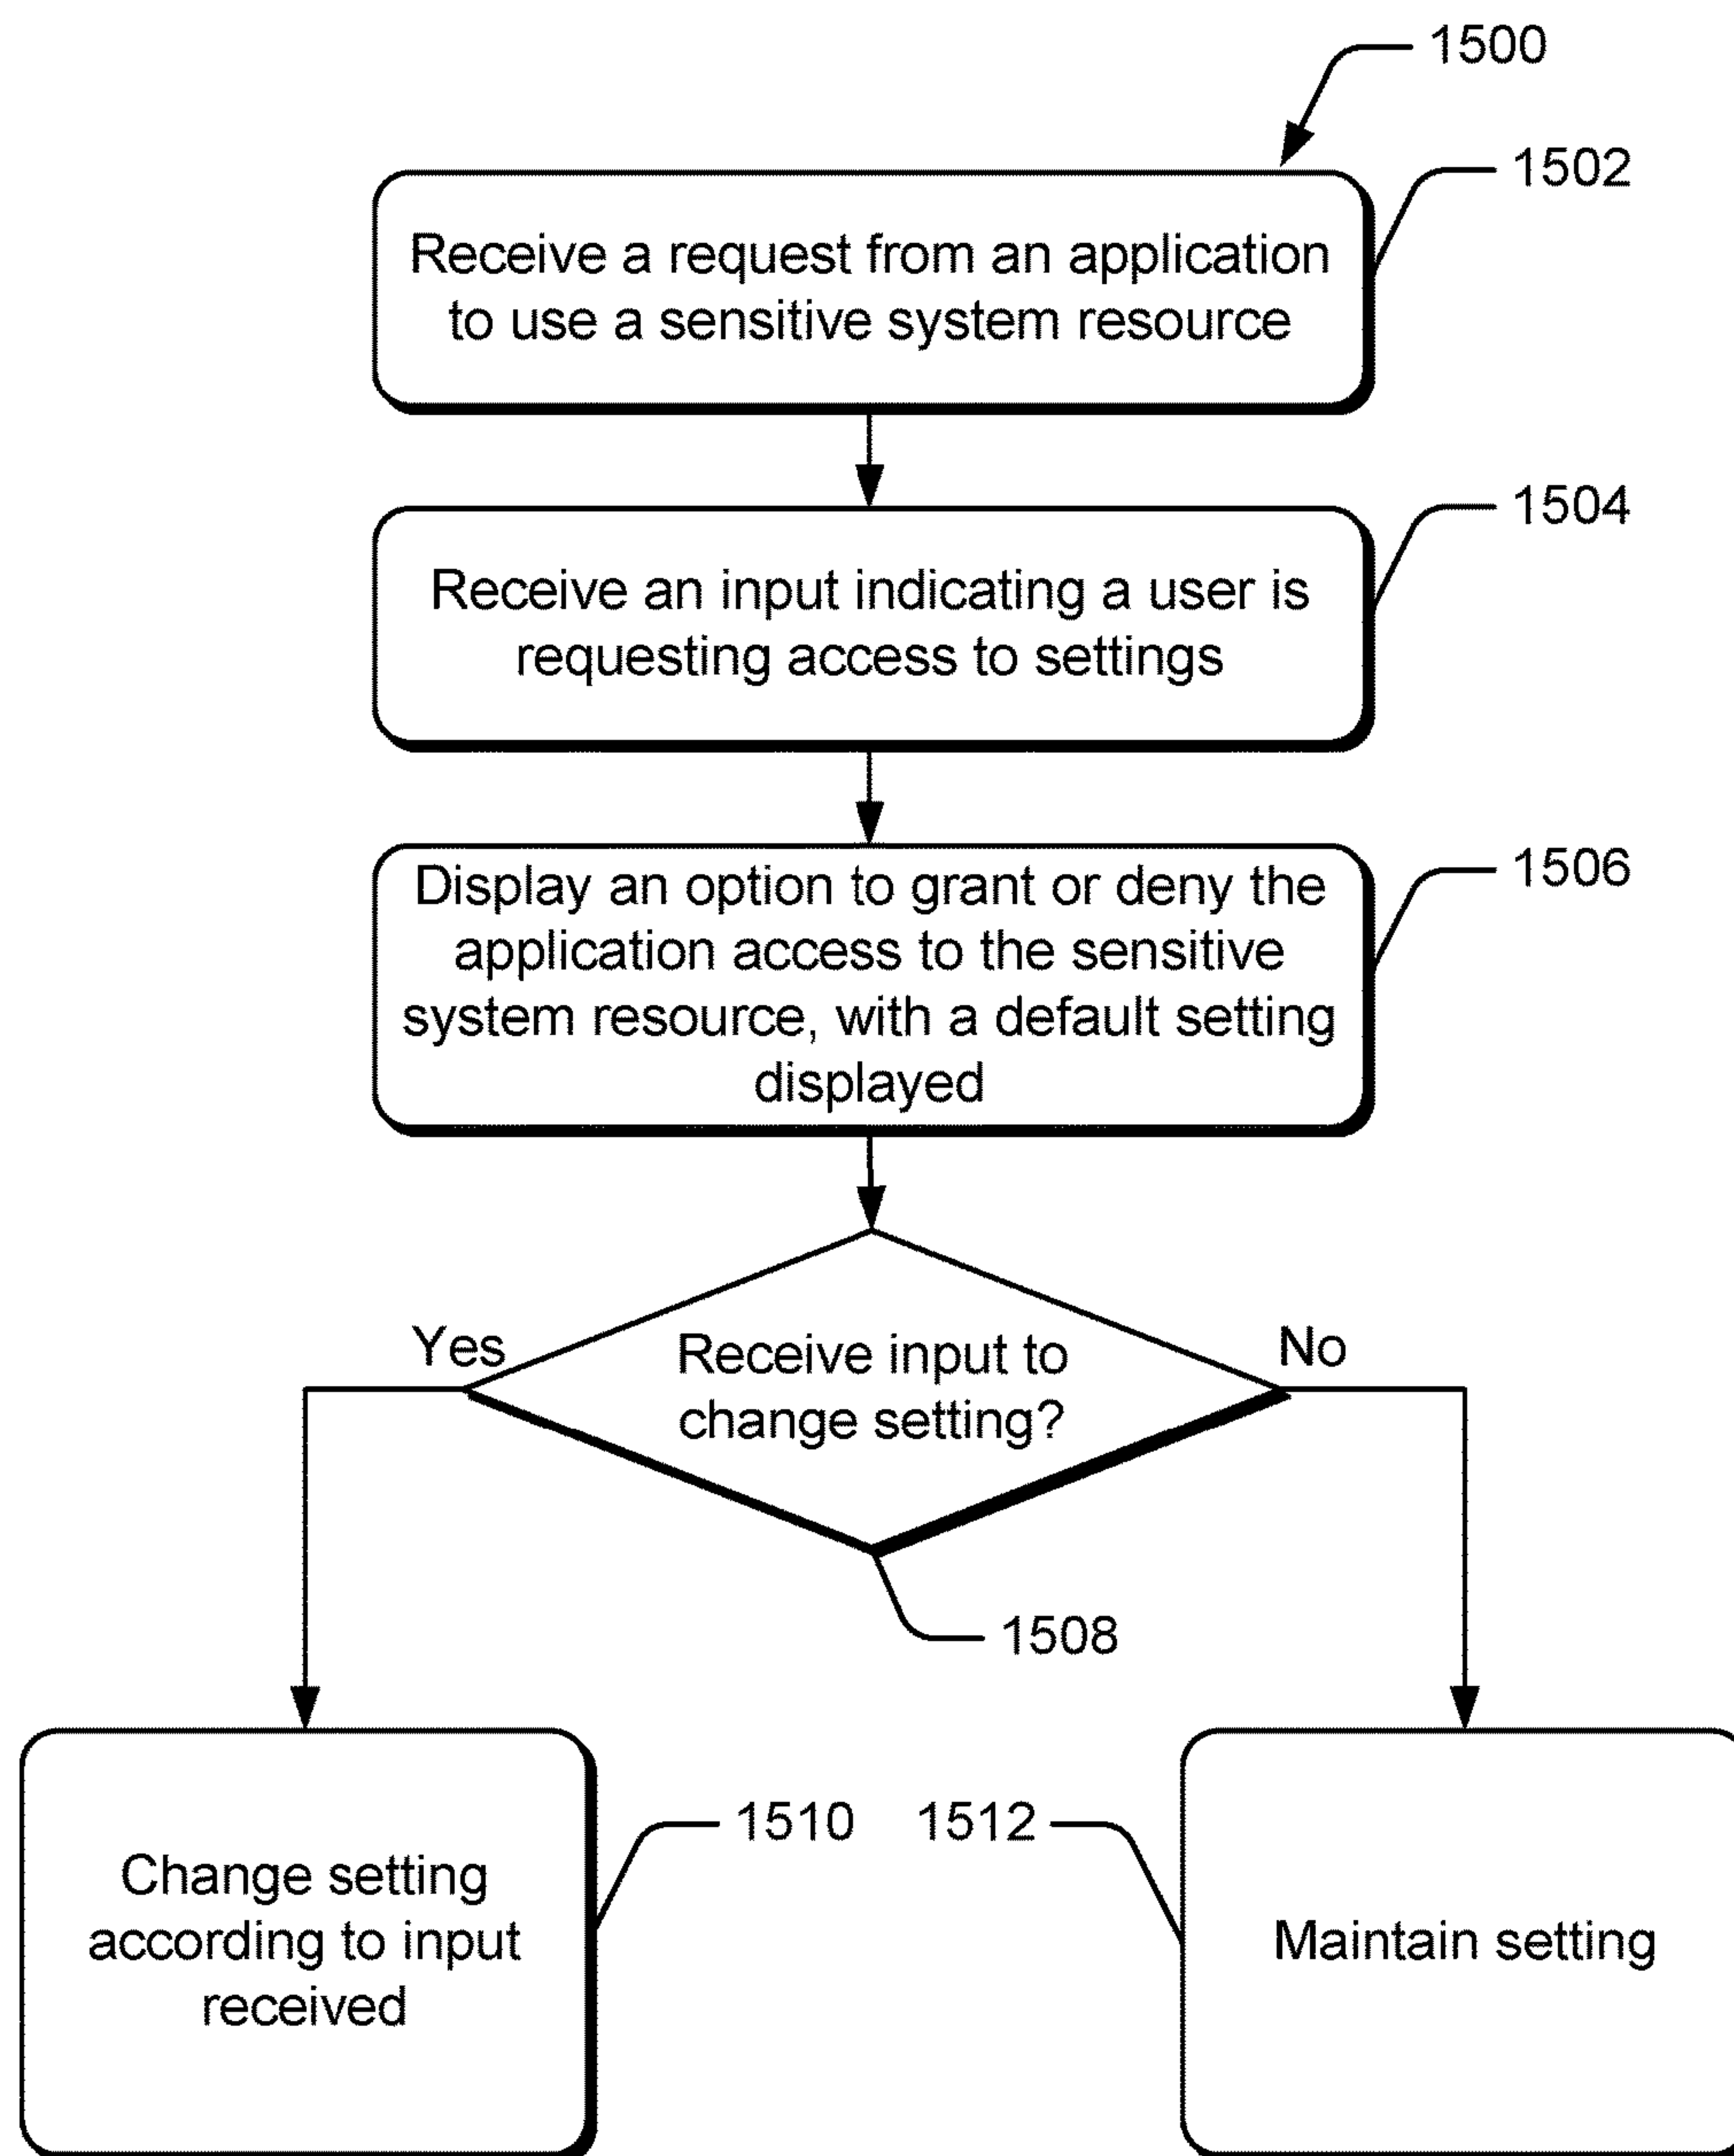 1500
1502
Receive a request from an application
to use a sensitive system resource
1504
Receive an input indicating a user is
requesting access to settings
1506
Display an option to grant or deny the
application access to the sensitive
system resource, with a default setting
displayed
Yes
Receive input to
change setting?
No
1508
1510
Change setting
according to input
received
1512
Maintain setting